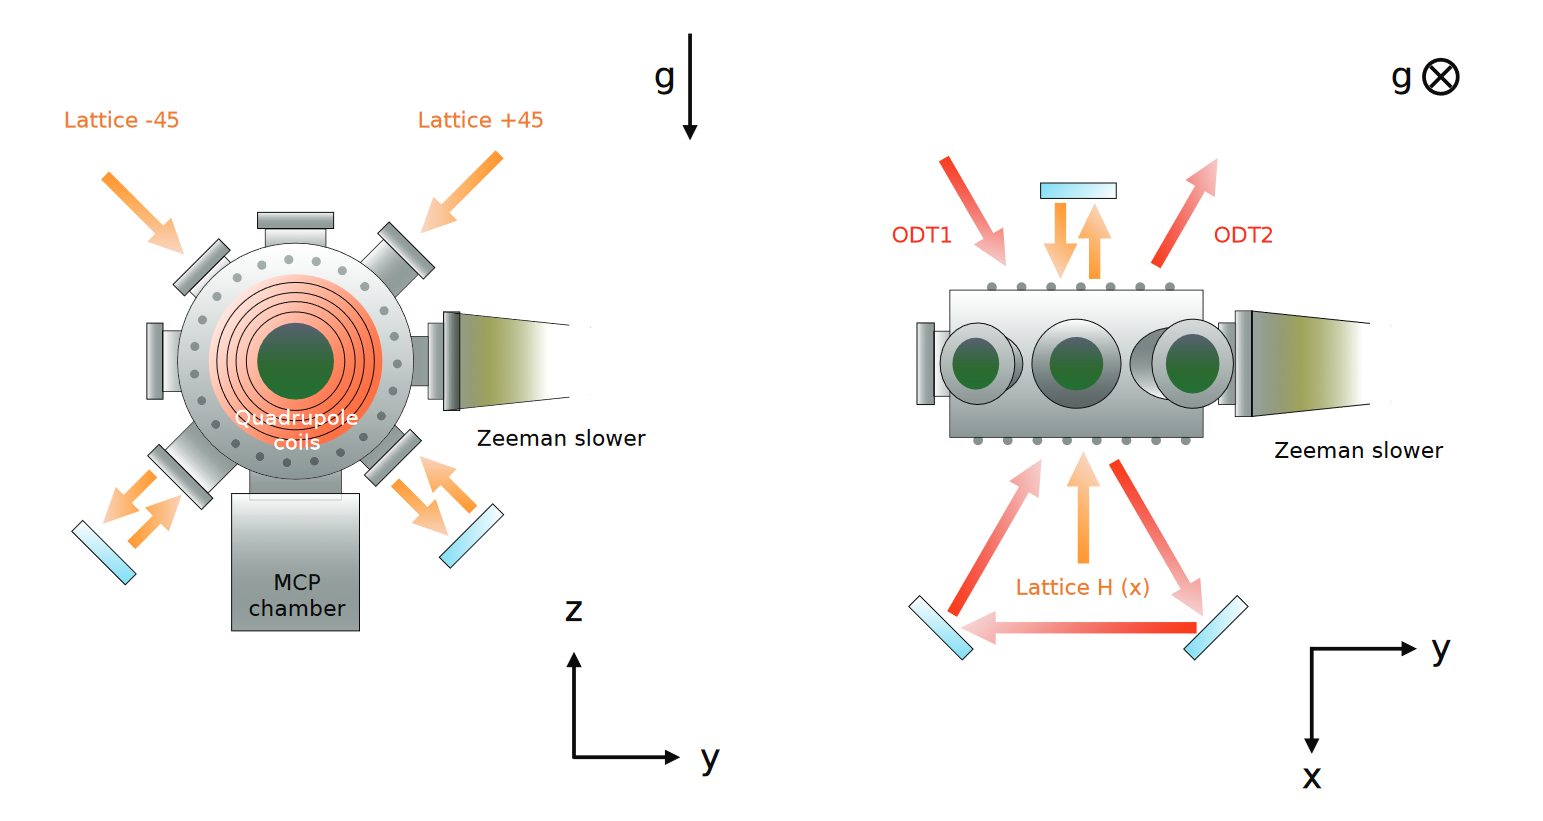 g
Lattice -45
Lattice +45
Quadrupole
coils
Zeeman slower
MCP
chamber
z
y
g
ODT1
ODT2
Zeeman slower
Lattice H (x)
y
x